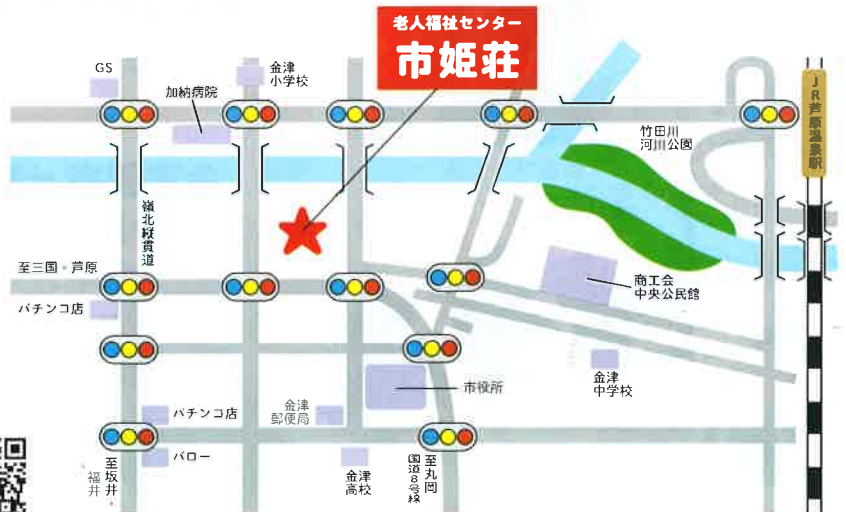 老人福祉センター
市姫荘
GS
加納病院
金津
小学校
竹田川
河川公園
JR芦原温泉駅
嶺北縦貫道
至三国・芦原
パチンコ店
商工会
中央公民館
金津
中学校
市役所
パチンコ店
金津
郵便局
バロー
至坂井
福井
金津
高校
至丸岡
国道8号線